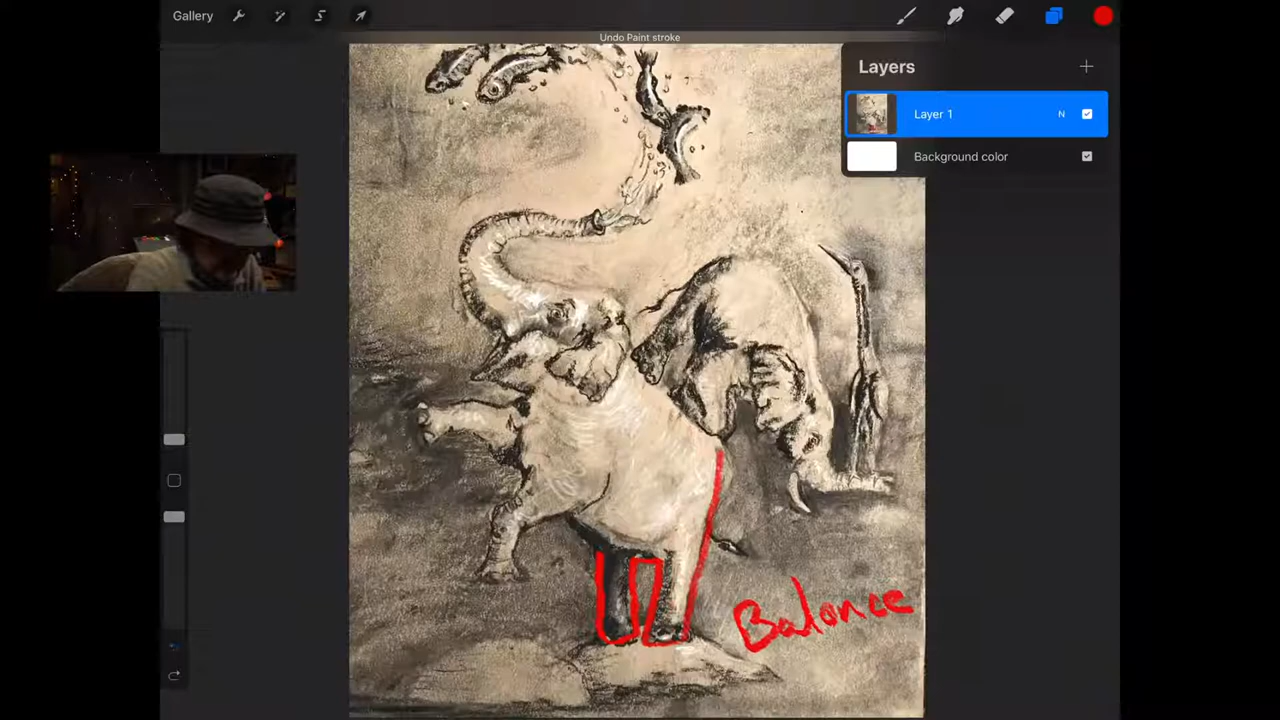 Gallery
Undo Paint stroke
Layers
Layer 1
N
Background color
Balance